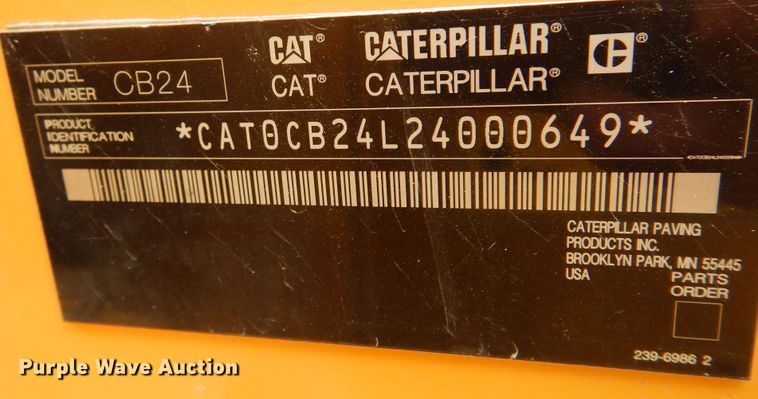 CAT® CATERPILLAR® C
CAT® CATERPILLAR®
MODEL NUMBER CB24
PRODUCT IDENTIFICATION NUMBER *CAT0CB24L24000649*
*CAT0CB24L24000649*
CATERPILLAR PAVING
PRODUCTS INC.
BROOKLYN PARK, MN 55445
USA PARTS
ORDER
239-6986 2
Purple Wave Auction